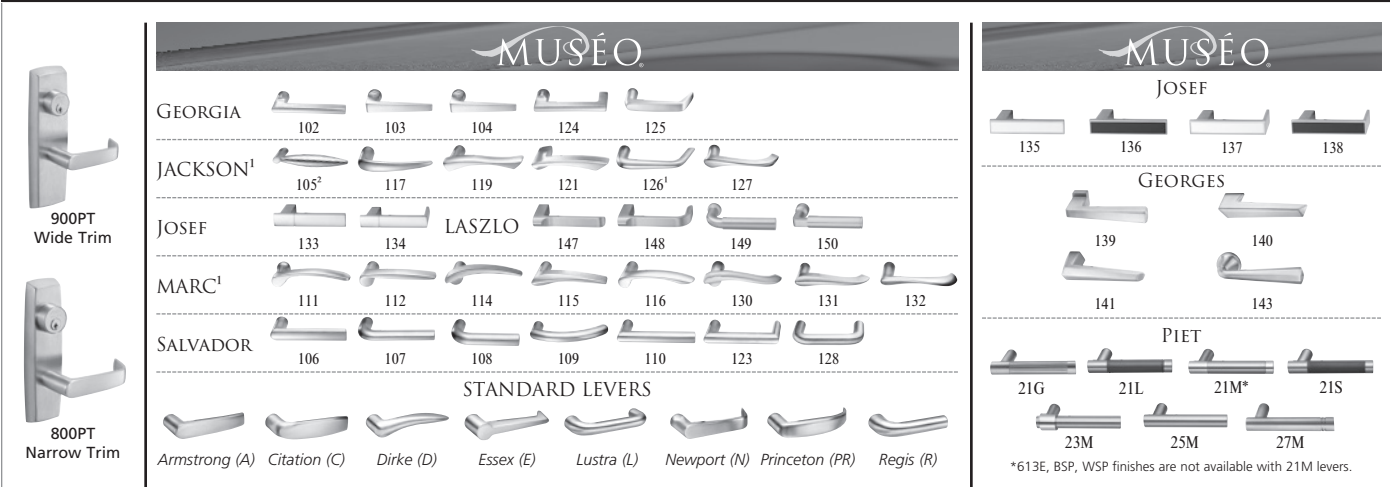 900PT
Wide Trim
800PT
Narrow Trim
MUSÉO®
GEORGIA
102 103 104 124 125
JACKSON¹
105² 117 119 121 126¹ 127
JOSEF
133 134
LASZLO
147 148 149 150
MARC¹
111 112 114 115 116 130 131 132
SALVADOR
106 107 108 109 110 123 128
STANDARD LEVERS
Armstrong (A) Citation (C) Dirke (D) Essex (E) Lustra (L) Newport (N) Princeton (PR) Regis (R)
MUSÉO®
JOSEF
135 136 137 138
GEORGES
139 140
141 143
PIET
21G 21L 21M* 21S
23M 25M 27M
*613E, BSP, WSP finishes are not available with 21M levers.